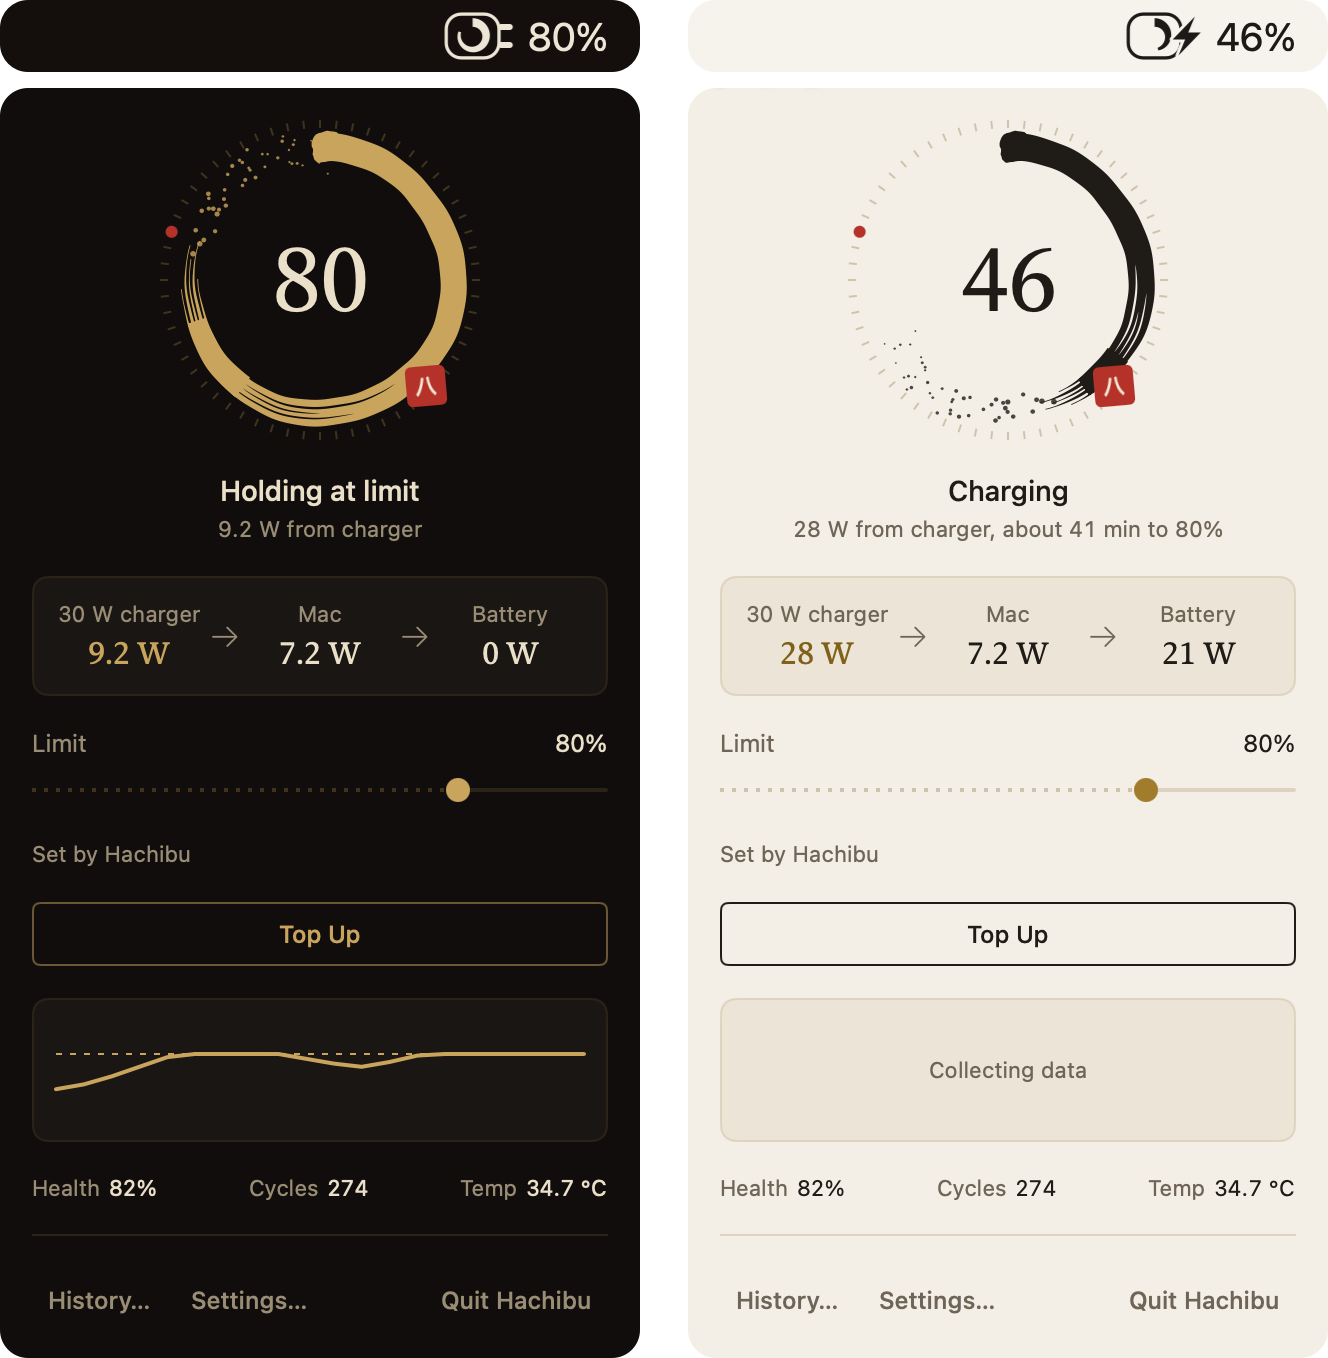 80%
80
八
Holding at limit
9.2 W from charger
30 W charger → Mac → Battery
9.2 W 7.2 W 0 W
Limit 80%
Set by Hachibu
Top Up
Health 82% Cycles 274 Temp 34.7 °C
History... Settings... Quit Hachibu
46%
46
八
Charging
28 W from charger, about 41 min to 80%
30 W charger → Mac → Battery
28 W 7.2 W 21 W
Limit 80%
Set by Hachibu
Top Up
Collecting data
Health 82% Cycles 274 Temp 34.7 °C
History... Settings... Quit Hachibu